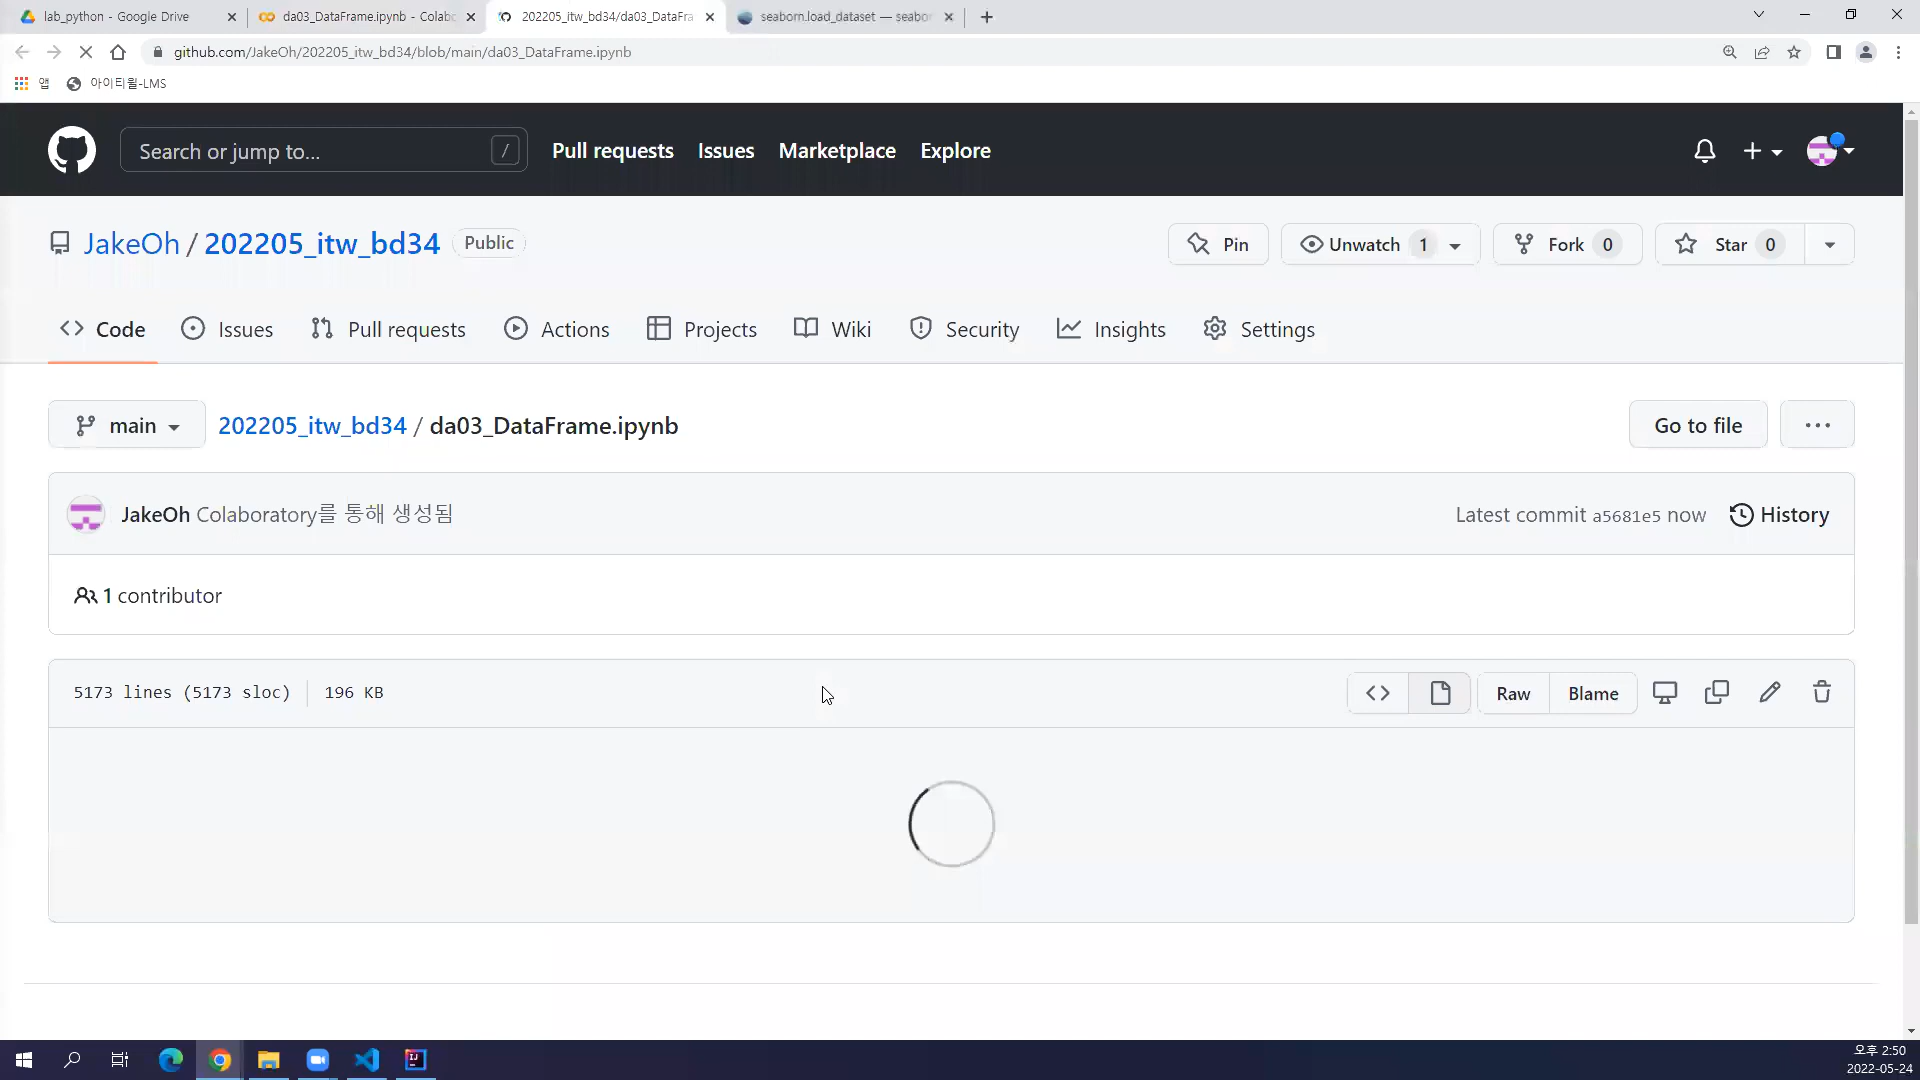 lab_python - Google Drive
da03_DataFrame.ipynb - Colab
202205_itw_bd34/da03_DataFra
seaborn.load_dataset — seabor
github.com/JakeOh/202205_itw_bd34/blob/main/da03_DataFrame.ipynb
앱
아이티윌-LMS
Search or jump to...
/
Pull requests
Issues
Marketplace
Explore
JakeOh / 202205_itw_bd34
Public
Pin
Unwatch 1
Fork 0
Star 0
Code
Issues
Pull requests
Actions
Projects
Wiki
Security
Insights
Settings
main
202205_itw_bd34 / da03_DataFrame.ipynb
Go to file
JakeOh Colaboratory를 통해 생성됨
Latest commit a5681e5 now
History
1 contributor
5173 lines (5173 sloc)
196 KB
Raw
Blame
오후 2:50
2022-05-24